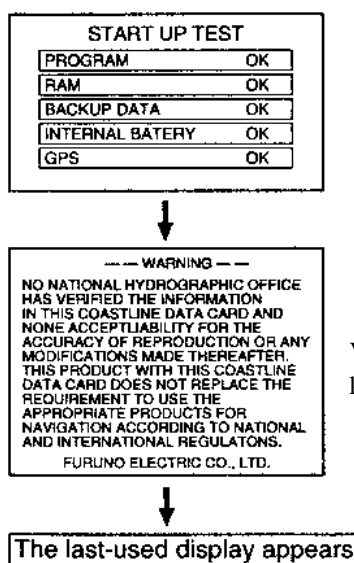 START UP TEST
PROGRAM OK
RAM OK
BACKUP DATA OK
INTERNAL BATERY OK
GPS OK
— — WARNING — —
NO NATIONAL HYDROGRAPHIC OFFICE
HAS VERIFIED THE INFORMATION
IN THIS COASTLINE DATA CARD AND
NONE ACCEPTLIABILITY FOR THE
ACCURACY OF REPRODUCTION OR ANY
MODIFICATIONS MADE THEREAFTER.
THIS PRODUCT WITH THIS COASTLINE
DATA CARD DOES NOT REPLACE THE
REQUIREMENT TO USE THE
APPROPRIATE PRODUCTS FOR
NAVIGATION ACCORDING TO NATIONAL
AND INTERNATIONAL REGULATONS.
FURUNO ELECTRIC CO., LTD.
The last-used display appears